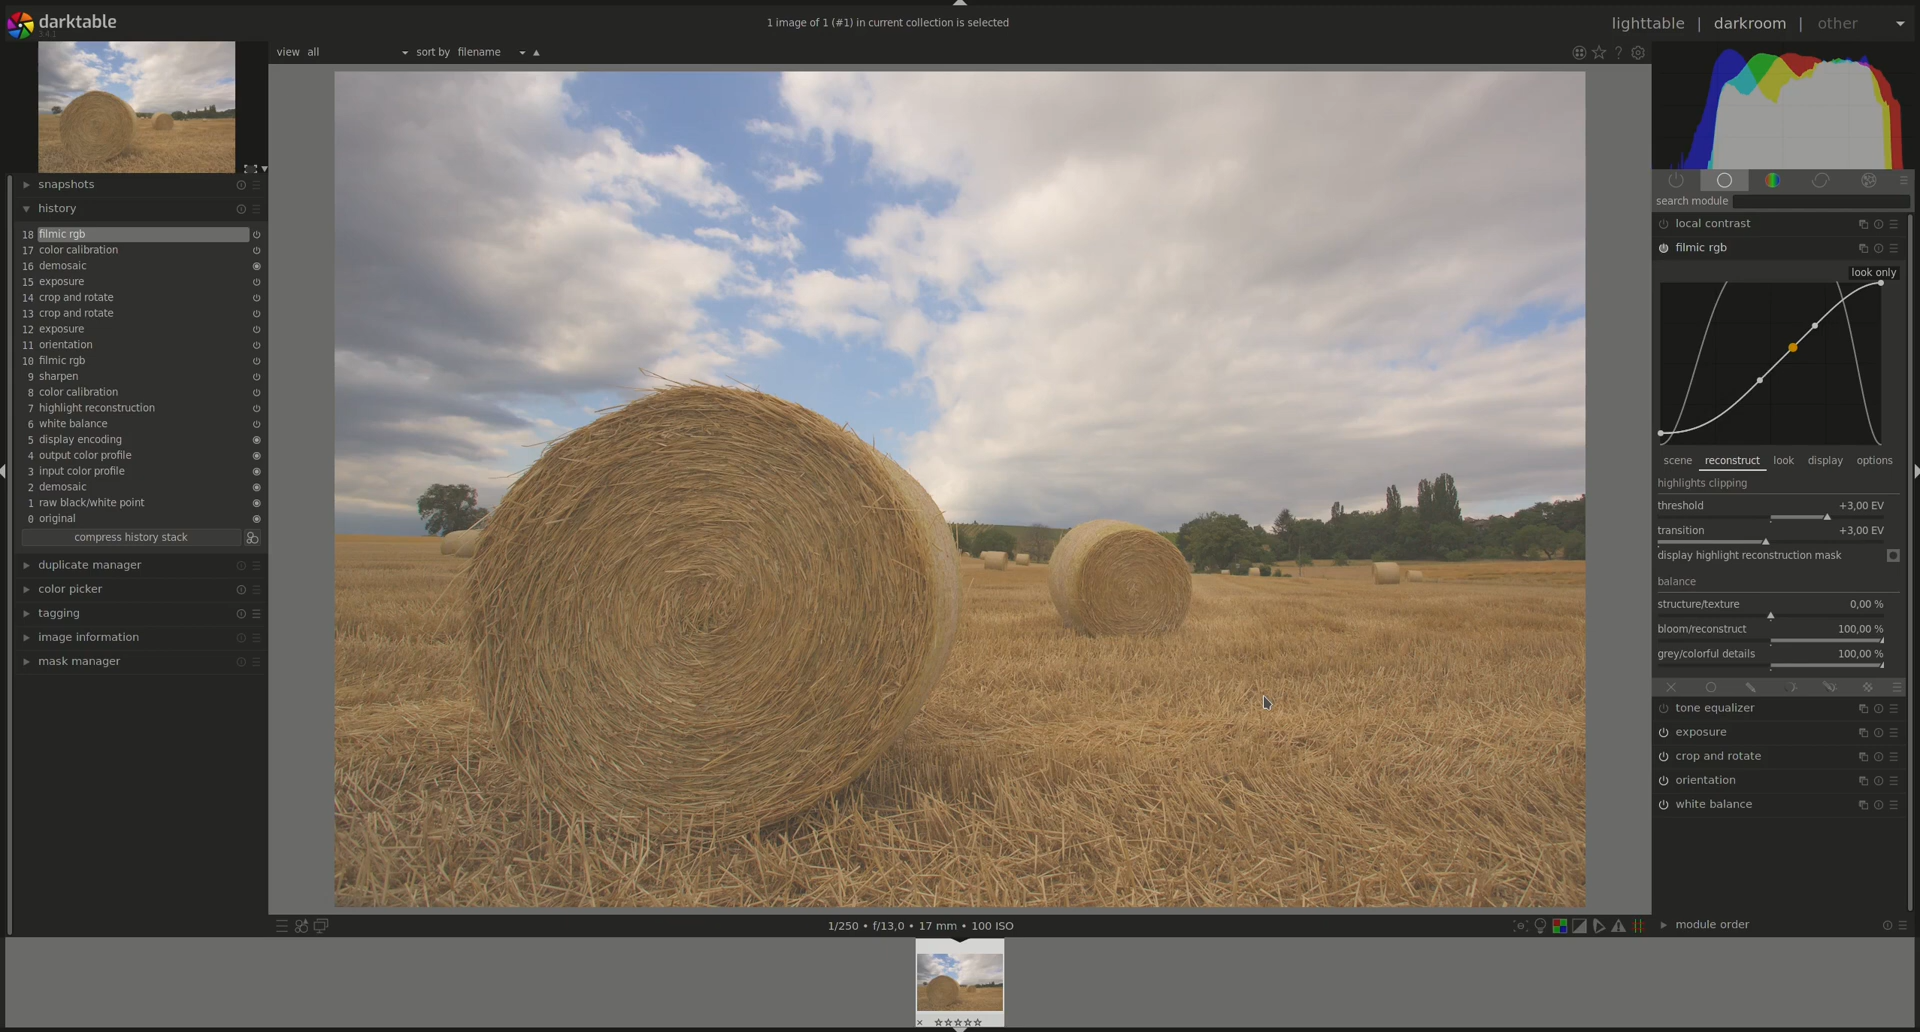 darktable
3.4.1
1 image of 1 (#1) in current collection is selected
lighttable | darkroom | other
view all sort by filename
snapshots
history
18 filmic rgb
17 color calibration
16 demosaic
15 exposure
14 crop and rotate
13 crop and rotate
12 exposure
11 orientation
10 filmic rgb
9 sharpen
8 color calibration
7 highlight reconstruction
6 white balance
5 display encoding
4 output color profile
3 input color profile
2 demosaic
1 raw black/white point
0 original
compress history stack
duplicate manager
color picker
tagging
image information
mask manager
1/250 • f/13,0 • 17 mm • 100 ISO
search module
local contrast
filmic rgb
look only
scene reconstruct look display options
highlights clipping
threshold +3,00 EV
transition +3,00 EV
display highlight reconstruction mask
balance
structure/texture 0,00 %
bloom/reconstruct 100,00 %
grey/colorful details 100,00 %
tone equalizer
exposure
crop and rotate
orientation
white balance
module order